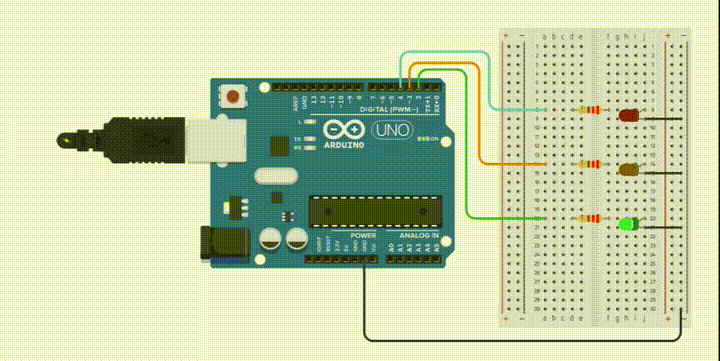 + − a b c d e f g h i j + −
AREF GND 13 12 ~11 ~10 ~9 8 7 ~6 ~5 4 ~3 2 TX→1 RX←0
DIGITAL (PWM~)
L
TX
RX
UNO
ON
ARDUINO
POWER ANALOG IN
IOREF RESET 3.3V 5V GND GND Vin A0 A1 A2 A3 A4 A5
+ − a b c d e f g h i j + −